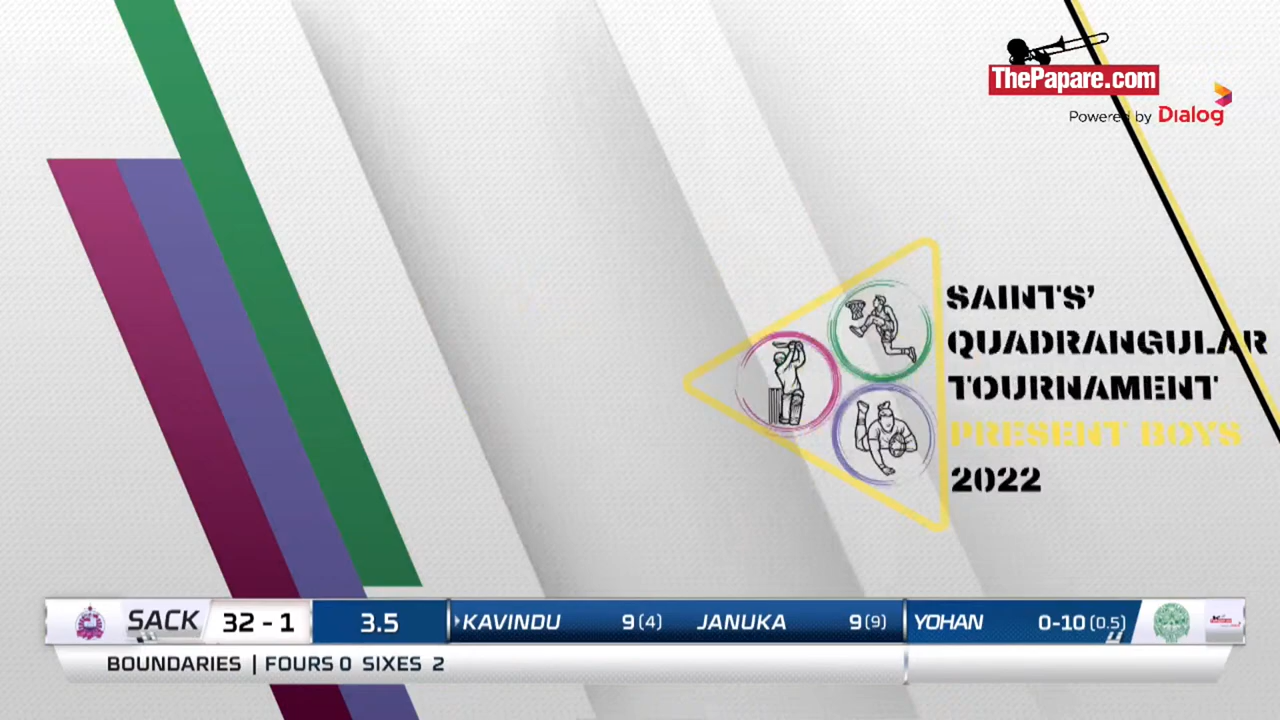 ThePapare.com
Powered by Dialog
SAINTS'
QUADRANGULAR
TOURNAMENT
PRESENT BOYS
2022
SACK 32 - 1 3.5 KAVINDU 9 (4) JANUKA 9 (9) YOHAN 0-10 (0.5)
BOUNDARIES | FOURS 0 SIXES 2